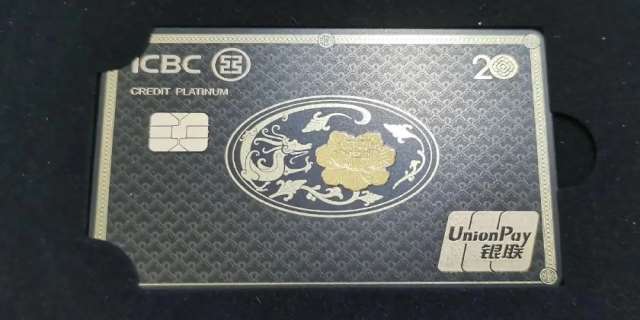 ICBC
20
CREDIT PLATINUM
UnionPay
银联